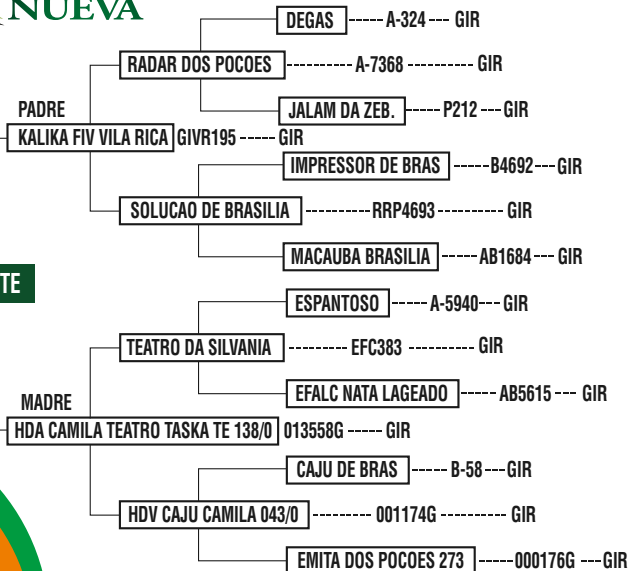 NUEVA
DEGAS ----- A-324 --- GIR
RADAR DOS POCOES ---------- A-7368 ---------- GIR
JALAM DA ZEB. ----- P212 --- GIR
PADRE
KALIKA FIV VILA RICA GIVR195 ----- GIR
IMPRESSOR DE BRAS -----B4692---GIR
SOLUCAO DE BRASILIA ----------RRP4693---------- GIR
MACAUBA BRASILIA -----AB1684--- GIR
TE
ESPANTOSO ----- A-5940--- GIR
TEATRO DA SILVANIA ---------- EFC383 ---------- GIR
EFALC NATA LAGEADO ----- AB5615 --- GIR
MADRE
HDA CAMILA TEATRO TASKA TE 138/0 013558G ----- GIR
CAJU DE BRAS ----- B-58---GIR
HDV CAJU CAMILA 043/0 ---------- 001174G ---------- GIR
EMITA DOS POCOES 273 -----000176G ---GIR